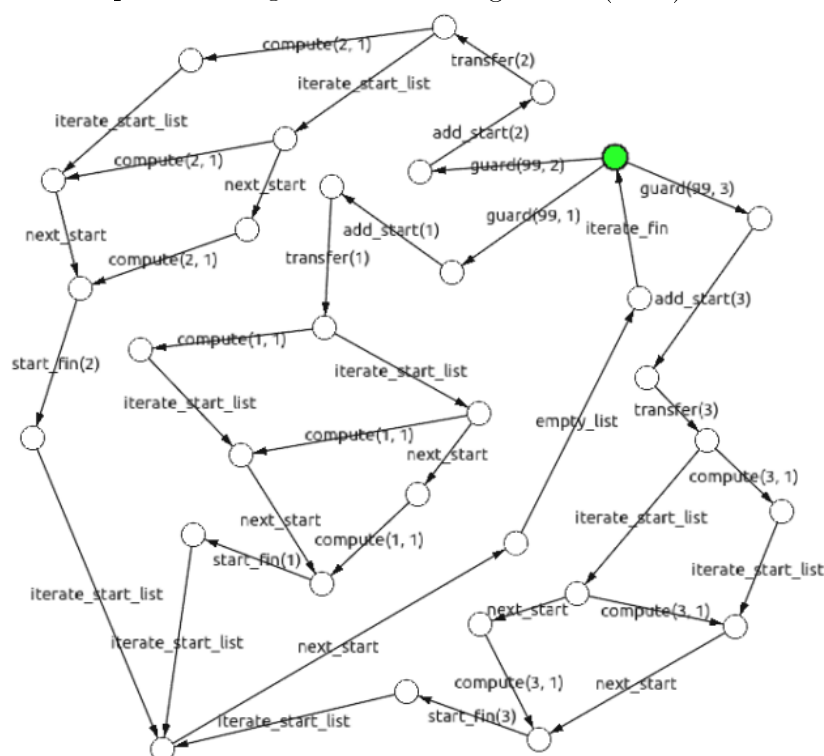 compute(2, 1)
transfer(2)
iterate_start_list
iterate_start_list
add_start(2)
compute(2, 1)
guard(99, 2)
next_start
guard(99, 3)
guard(99, 1)
add_start(1)
iterate_fin
next_start
transfer(1)
compute(2, 1)
add_start(3)
compute(1, 1)
start_fin(2)
iterate_start_list
iterate_start_list
transfer(3)
empty_list
compute(1, 1)
next_start
compute(3, 1)
next_start
iterate_start_list
compute(1, 1)
start_fin(1)
iterate_start_list
iterate_start_list
next_start
compute(3, 1)
iterate_start_list
next_start
compute(3, 1)
next_start
iterate_start_list
start_fin(3)